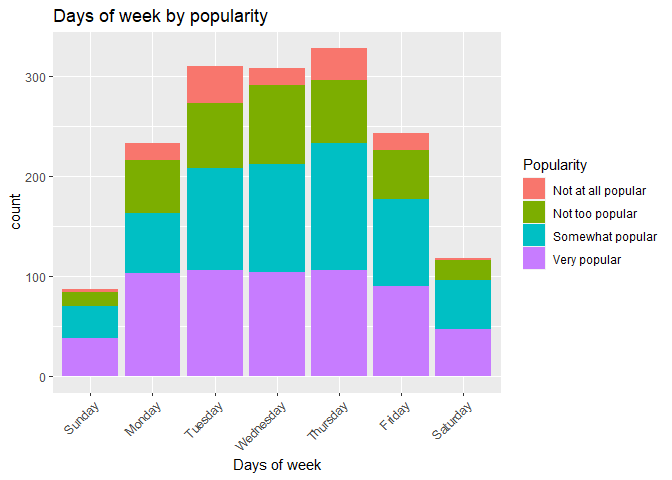 Days of week by popularity
300
200
100
0
count
Sunday
Monday
Tuesday
Wednesday
Thursday
Friday
Saturday
Days of week
Popularity
Not at all popular
Not too popular
Somewhat popular
Very popular